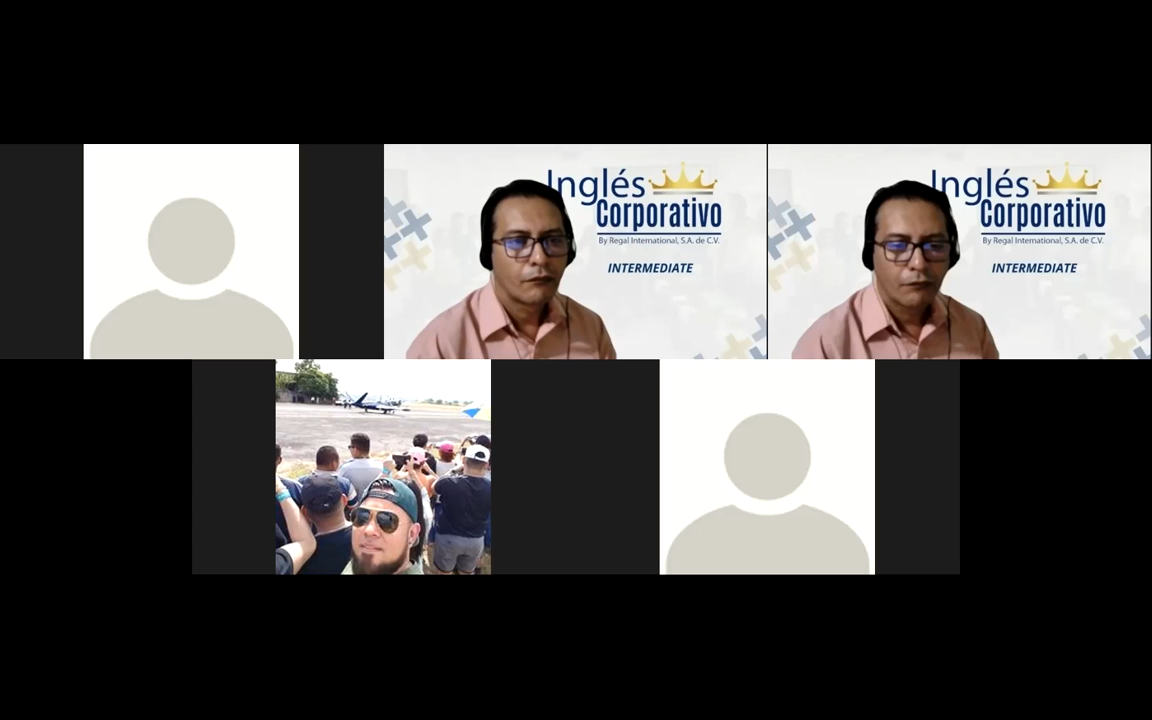 Inglés
Corporativo
By Regal International, S.A. de C.V.
INTERMEDIATE
Inglés
Corporativo
By Regal International, S.A. de C.V.
INTERMEDIATE